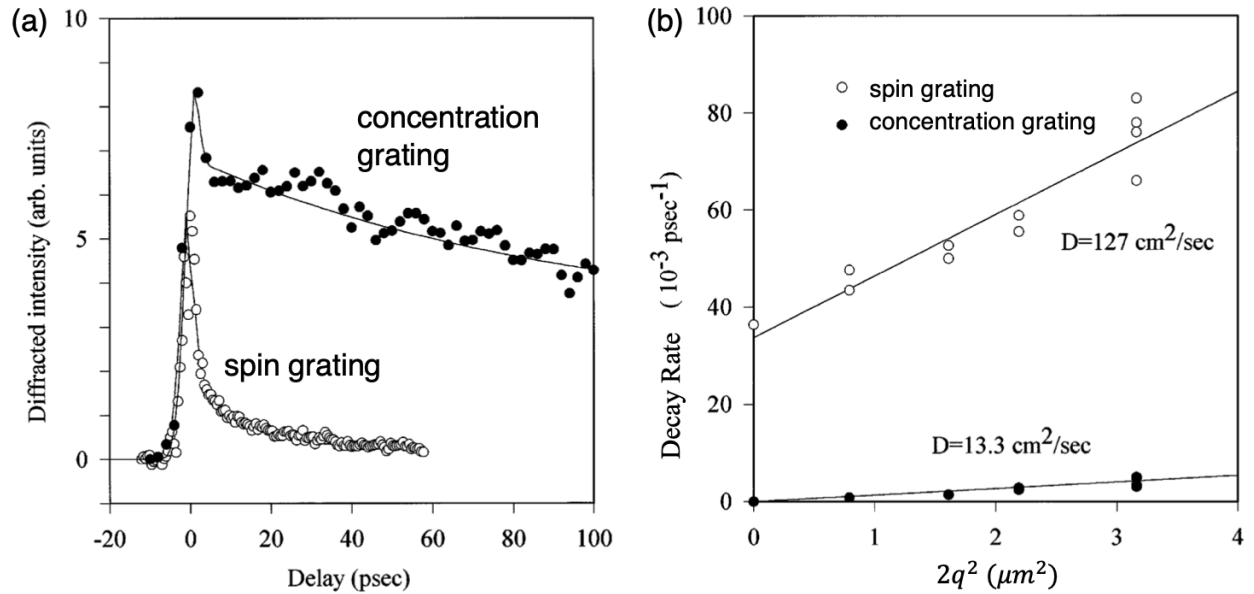 (a)
10
5
0
Diffracted intensity (arb. units)
concentration
grating
spin grating
-20 0 20 40 60 80 100
Delay (psec)
(b)
100
80
60
40
20
0
Decay Rate ( 10-3 psec-1)
spin grating
concentration grating
D=127 cm2/sec
D=13.3 cm2/sec
0 1 2 3 4
2q2 (μm2)